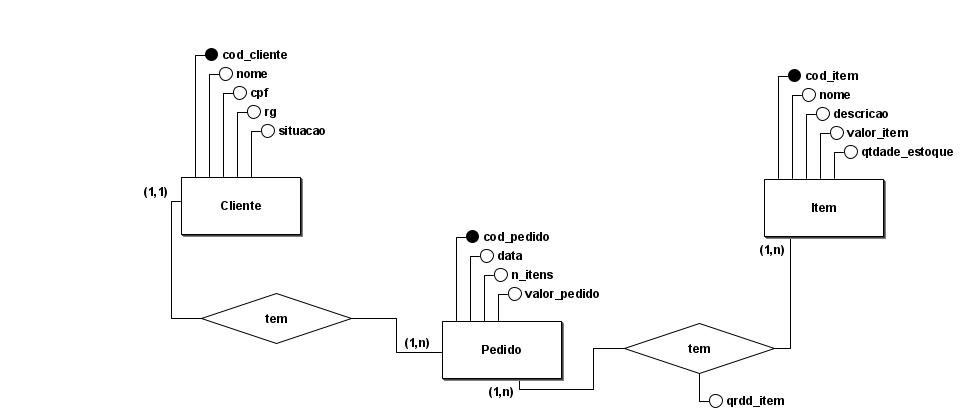 cod_cliente
nome
cpf
rg
situacao
(1,1)
Cliente
cod_item
nome
descricao
valor_item
qtdade_estoque
Item
(1,n)
cod_pedido
data
n_itens
valor_pedido
tem
(1,n)
Pedido
(1,n)
tem
qrdd_item